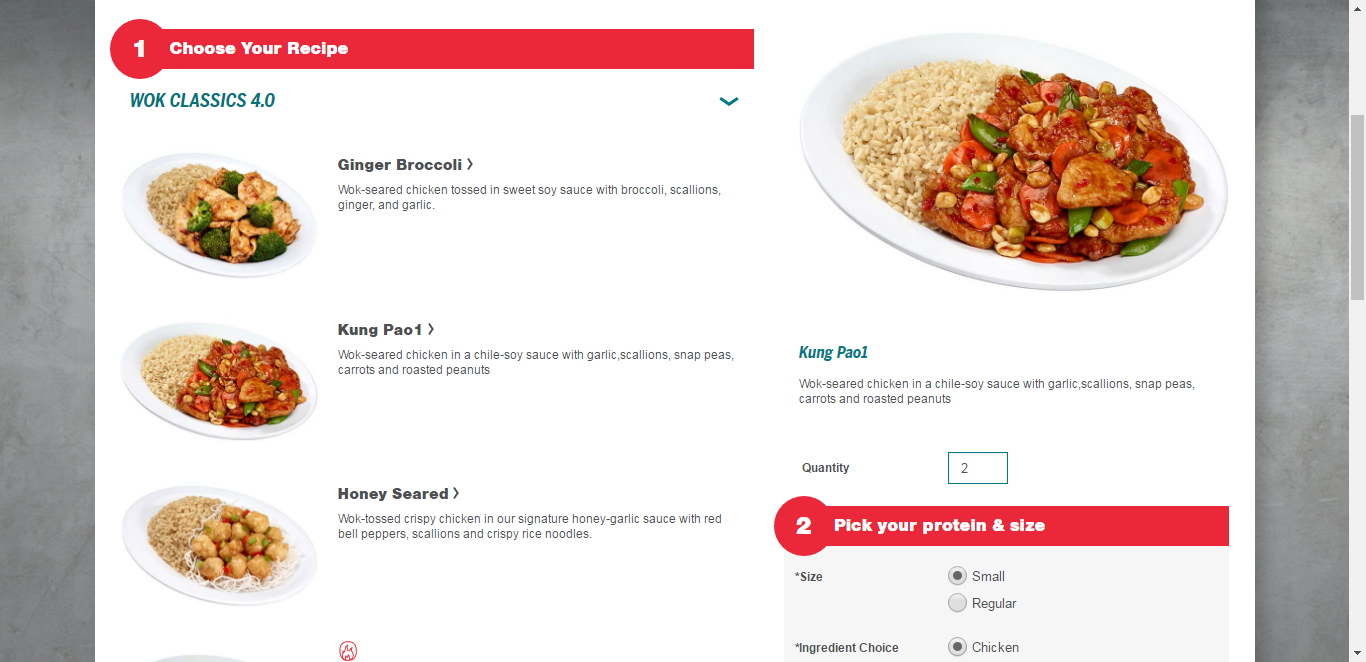 1 Choose Your Recipe
WOK CLASSICS 4.0
Ginger Broccoli
Wok-seared chicken tossed in sweet soy sauce with broccoli, scallions,
ginger, and garlic.
Kung Pao1
Wok-seared chicken in a chile-soy sauce with garlic,scallions, snap peas,
carrots and roasted peanuts
Honey Seared
Wok-tossed crispy chicken in our signature honey-garlic sauce with red
bell peppers, scallions and crispy rice noodles.
Kung Pao1
Wok-seared chicken in a chile-soy sauce with garlic,scallions, snap peas,
carrots and roasted peanuts
Quantity 2
2 Pick your protein & size
*Size Small
Regular
*Ingredient Choice Chicken